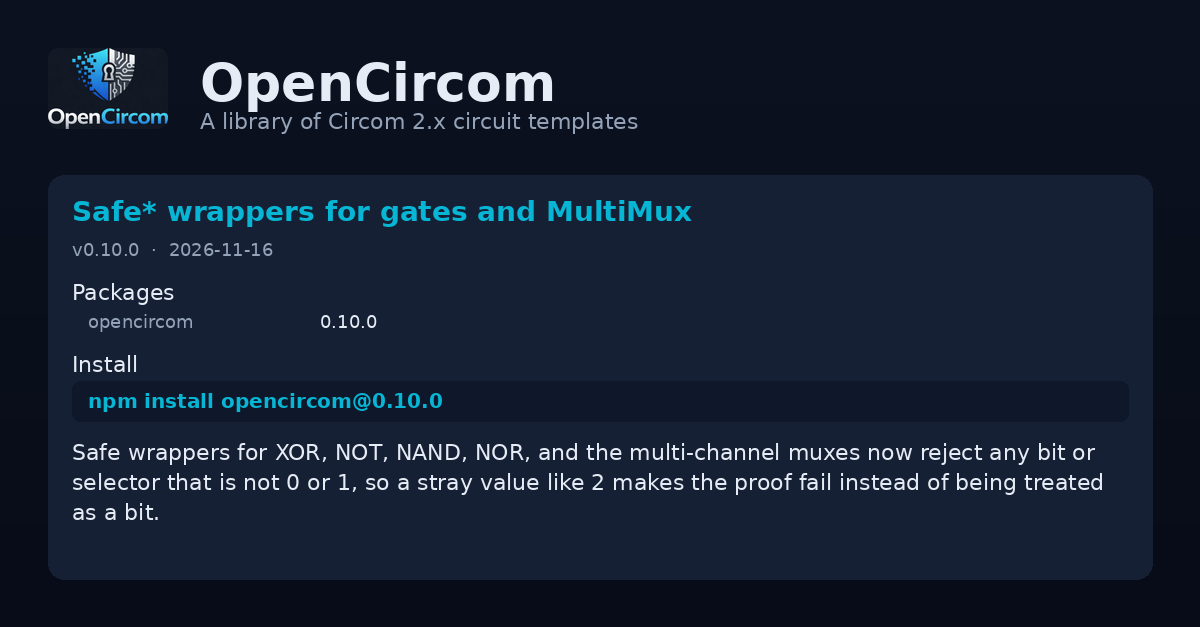 OpenCircom
OpenCircom
A library of Circom 2.x circuit templates
Safe* wrappers for gates and MultiMux
v0.10.0 · 2026-11-16
Packages
opencircom 0.10.0
Install
npm install opencircom@0.10.0
Safe wrappers for XOR, NOT, NAND, NOR, and the multi-channel muxes now reject any bit or
selector that is not 0 or 1, so a stray value like 2 makes the proof fail instead of being treated
as a bit.